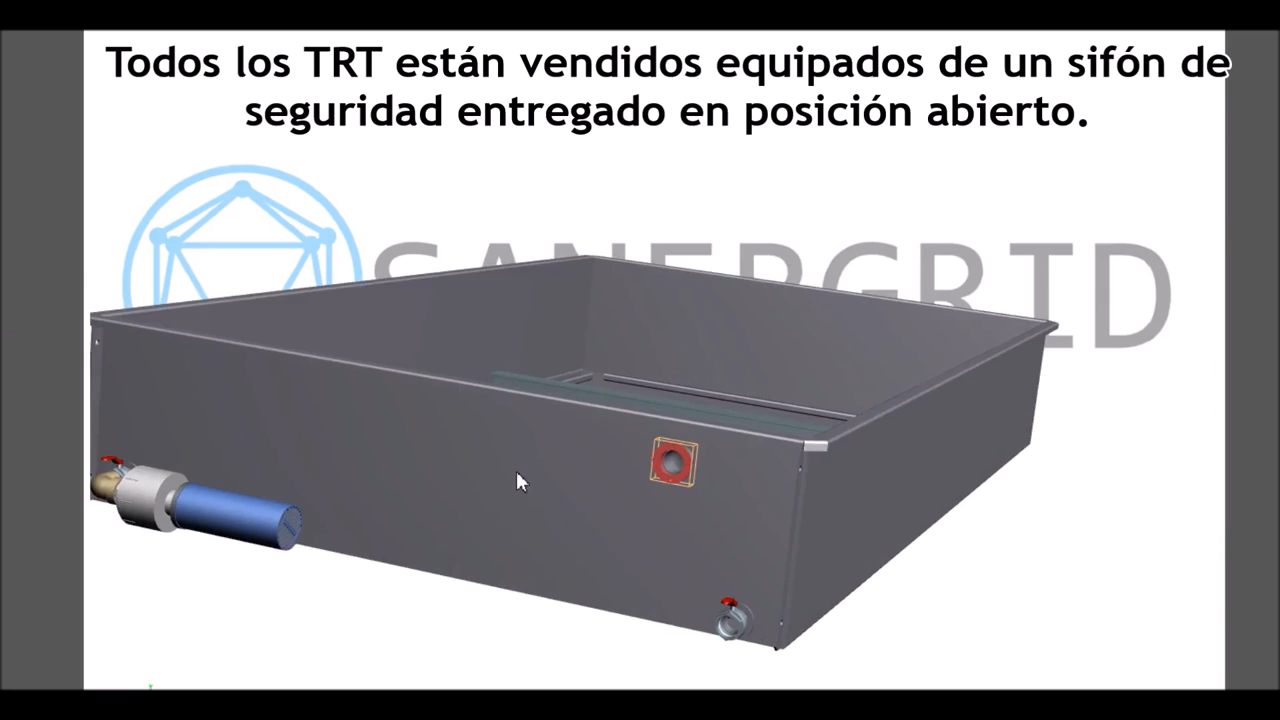 Todos los TRT están vendidos equipados de un sifón de
seguridad entregado en posición abierto.
SANERGRID